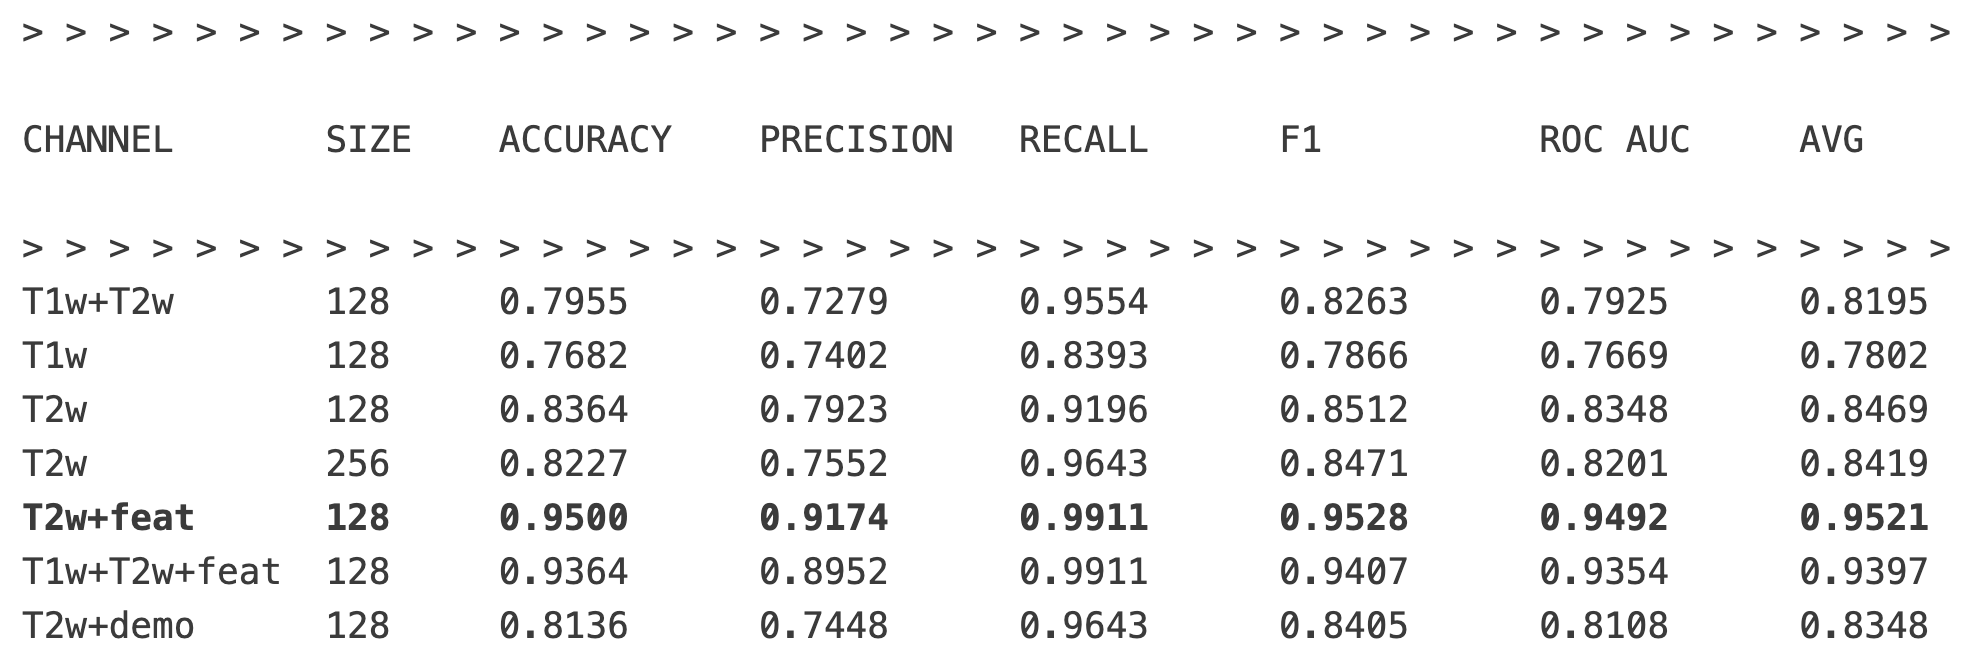 > > > > > > > > > > > > > > > > > > > > > > > > > > > > > > > > > > > > > > > > > > > > >
CHANNEL SIZE ACCURACY PRECISION RECALL F1 ROC AUC AVG
> > > > > > > > > > > > > > > > > > > > > > > > > > > > > > > > > > > > > > > > > > > > >
T1w+T2w 128 0.7955 0.7279 0.9554 0.8263 0.7925 0.8195
T1w 128 0.7682 0.7402 0.8393 0.7866 0.7669 0.7802
T2w 128 0.8364 0.7923 0.9196 0.8512 0.8348 0.8469
T2w 256 0.8227 0.7552 0.9643 0.8471 0.8201 0.8419
T2w+feat 128 0.9500 0.9174 0.9911 0.9528 0.9492 0.9521
T1w+T2w+feat 128 0.9364 0.8952 0.9911 0.9407 0.9354 0.9397
T2w+demo 128 0.8136 0.7448 0.9643 0.8405 0.8108 0.8348